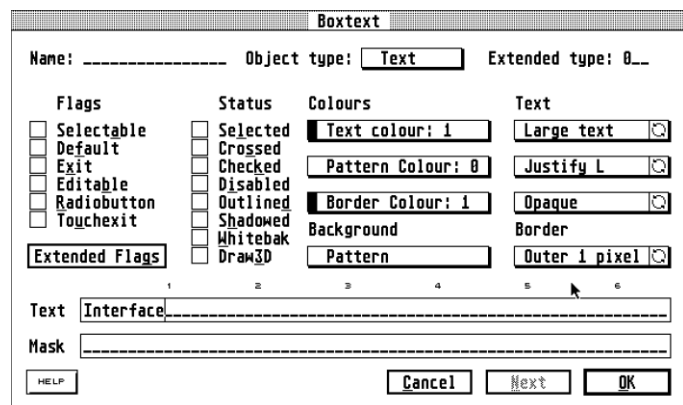 Boxtext
Name: ________________ Object type: Text Extended type: 0__
Flags Status Colours Text
Selectable Selected Text colour: 1 Large text
Default Crossed
Exit Checked Pattern Colour: 0 Justify L
Editable Disabled
Radiobutton Outlined Border Colour: 1 Opaque
Touchexit Shadowed
Whitebak Background Border
Extended Flags Draw3D Pattern Outer 1 pixel
1 2 3 4 5 6
Text Interface
Mask
HELP Cancel Next OK